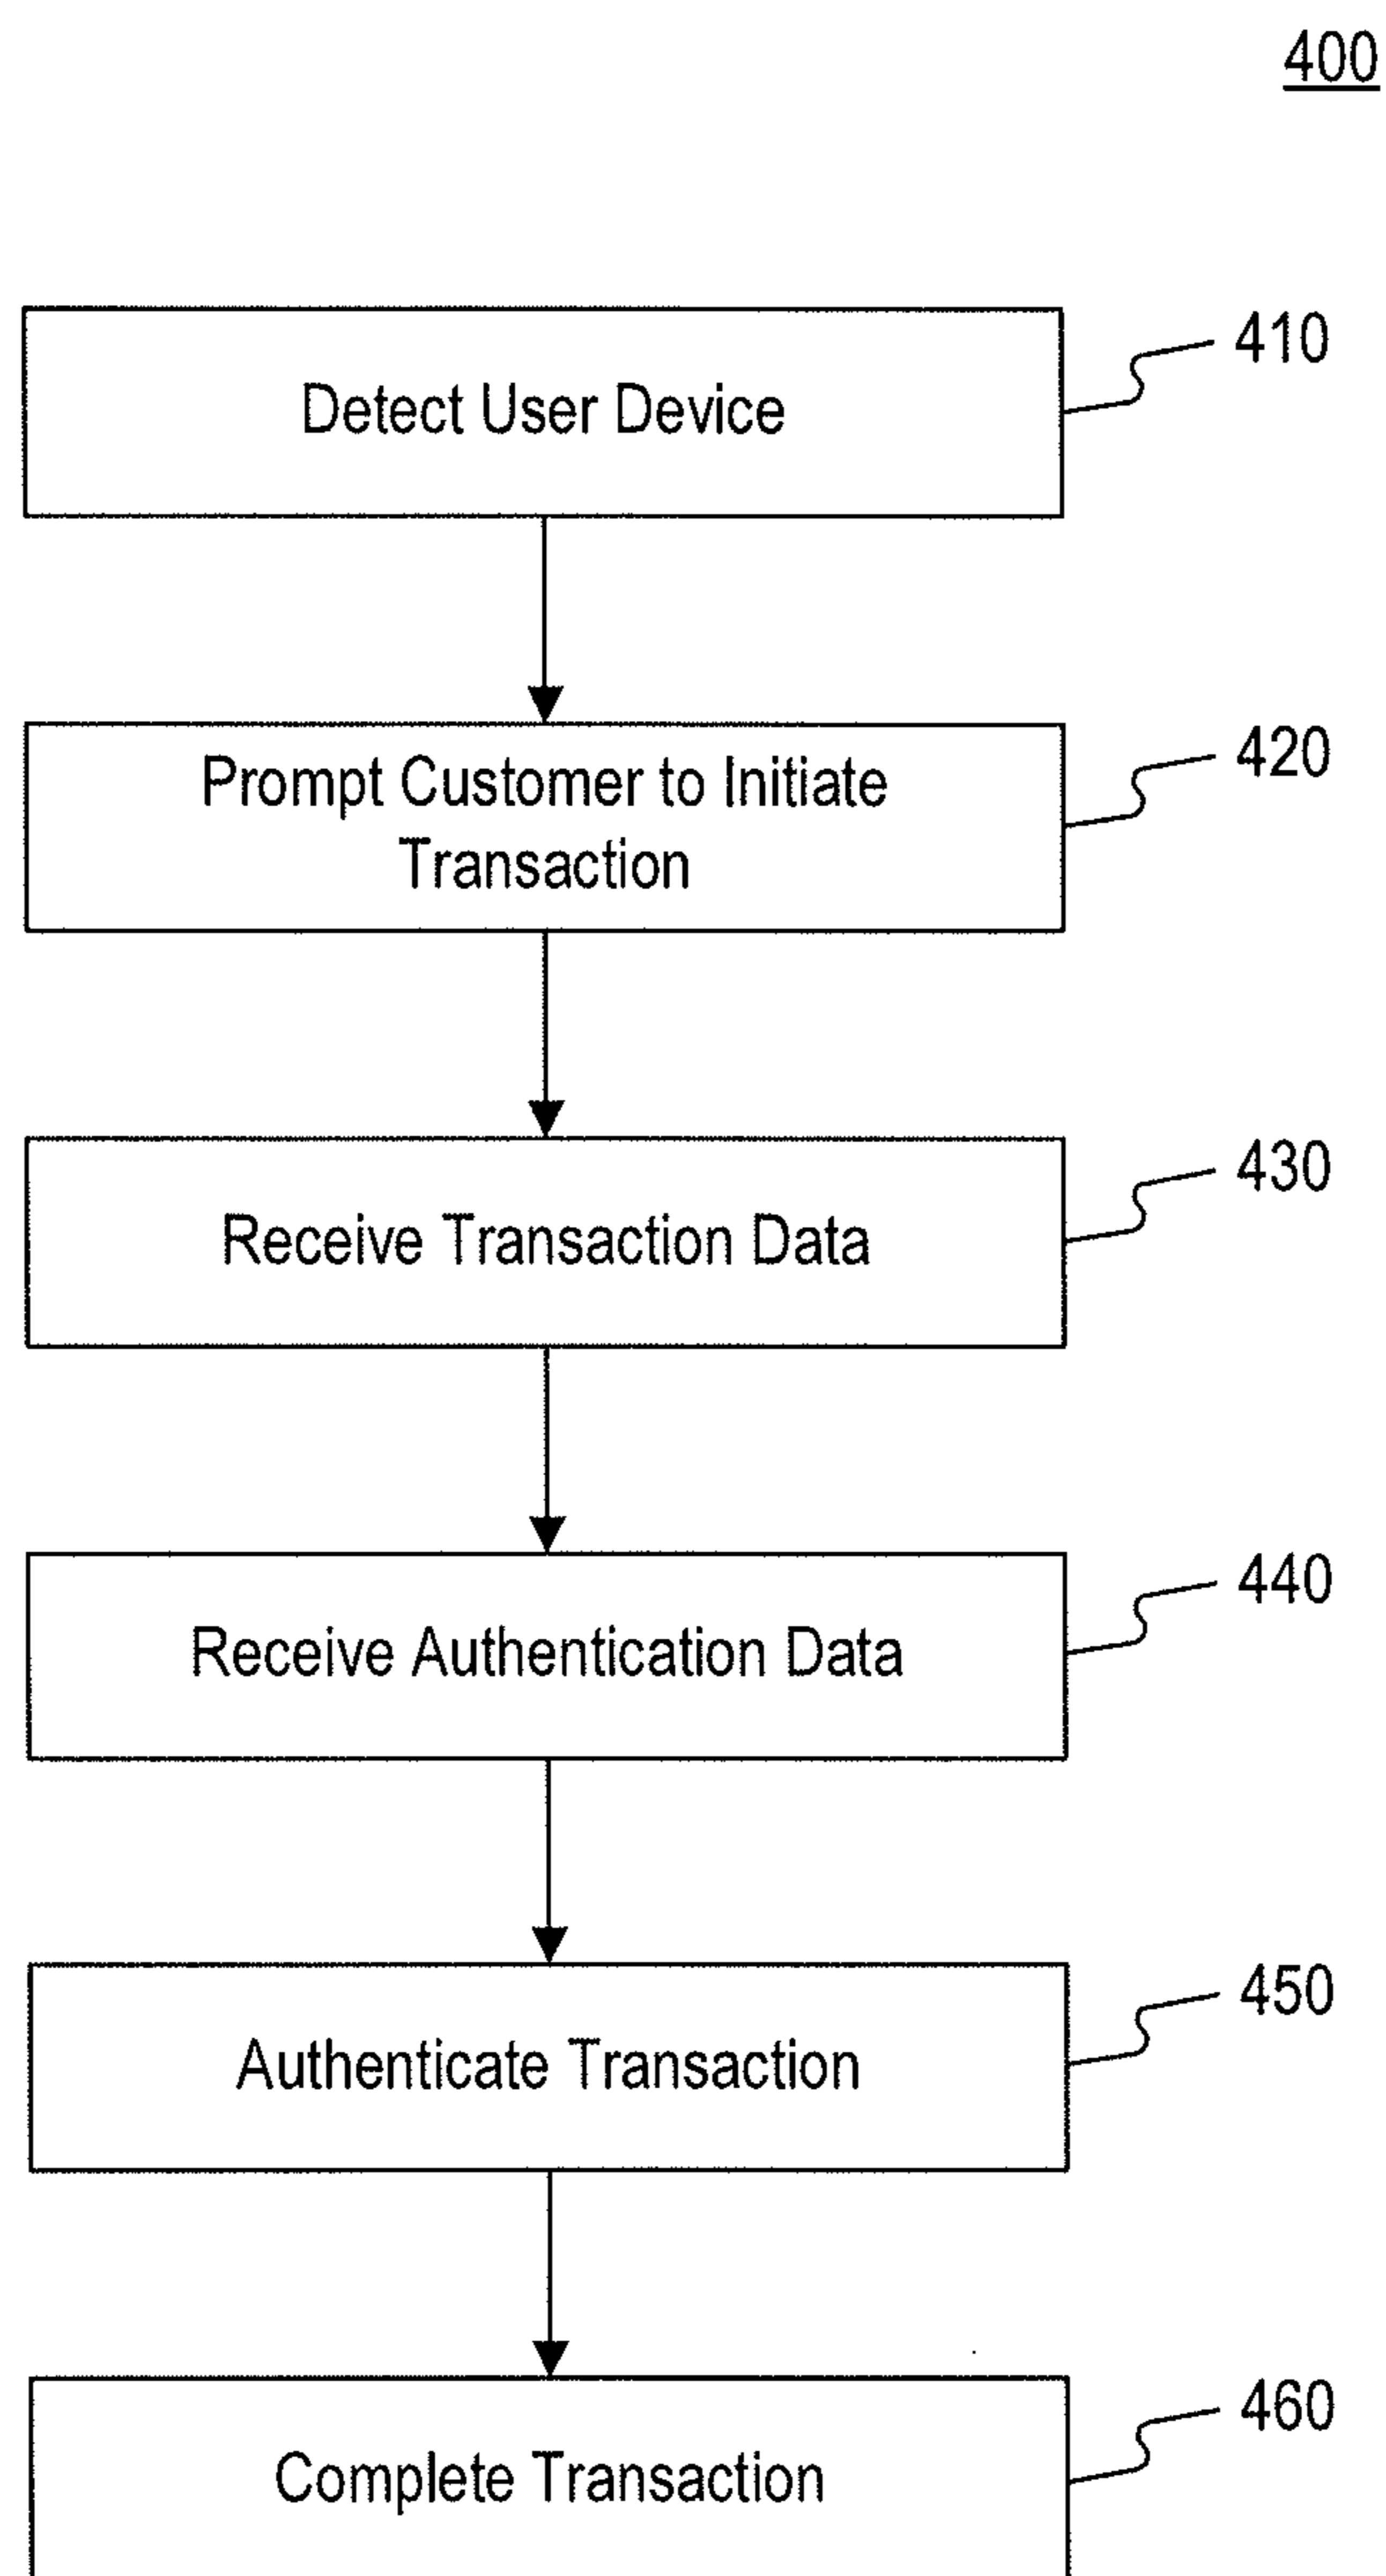 400
Detect User Device
410
Prompt Customer to Initiate
Transaction
420
Receive Transaction Data
430
Receive Authentication Data
440
Authenticate Transaction
450
Complete Transaction
460